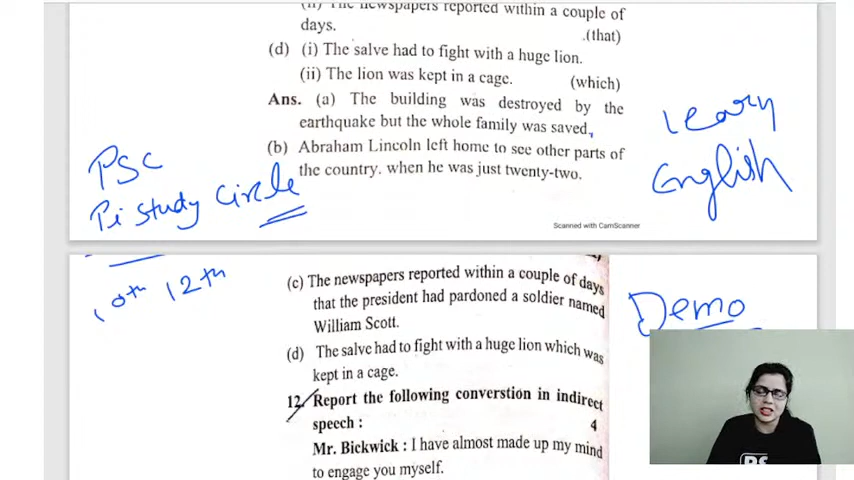 (ii) The newspapers reported within a couple of
days. .(that)
(d) (i) The salve had to fight with a huge lion.
(ii) The lion was kept in a cage. (which)
Ans. (a) The building was destroyed by the
earthquake but the whole family was saved,
(b) Abraham Lincoln left home to see other parts of
the country. when he was just twenty-two.
Scanned with CamScanner
PSC
Pi Study Circle
10th 12th
English
(c) The newspapers reported within a couple of days
that the president had pardoned a soldier named
William Scott.
(d) The salve had to fight with a huge lion which was
kept in a cage.
12. Report the following converstion in indirect
speech : 4
Mr. Bickwick : I have almost made up my mind
to engage you myself.
Demo